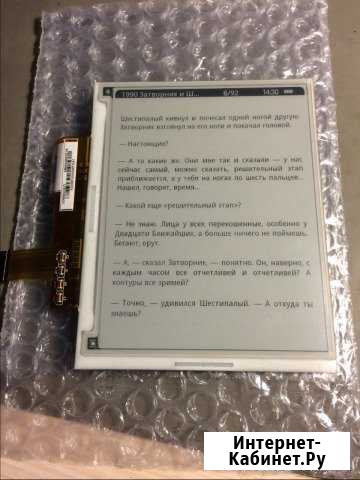 1990 Затворник и Ш... 6/92 14:30
Шестипалый кивнул и почесал одной ногой другую.
Затворник взглянул на его ноги и покачал головой.
— Настоящие?
— А то какие же. Они мне так и сказали — у нас
сейчас самый, можно сказать, решительный этап
приближается, а у тебя на ногах по шесть пальцев...
Нашел, говорят, время...
— Какой еще «решительный этап»?
— Не знаю. Лица у всех перекошенные, особенно у
Двадцати Ближайших, а больше ничего не поймешь.
Бегают, орут.
— А, — сказал Затворник, — понятно. Он, наверно, с
каждым часом все отчетливей и отчетливей? А
контуры все зримей?
— Точно, — удивился Шестипалый. — А откуда ты
знаешь?
Интернет-
Кабинет.Ру